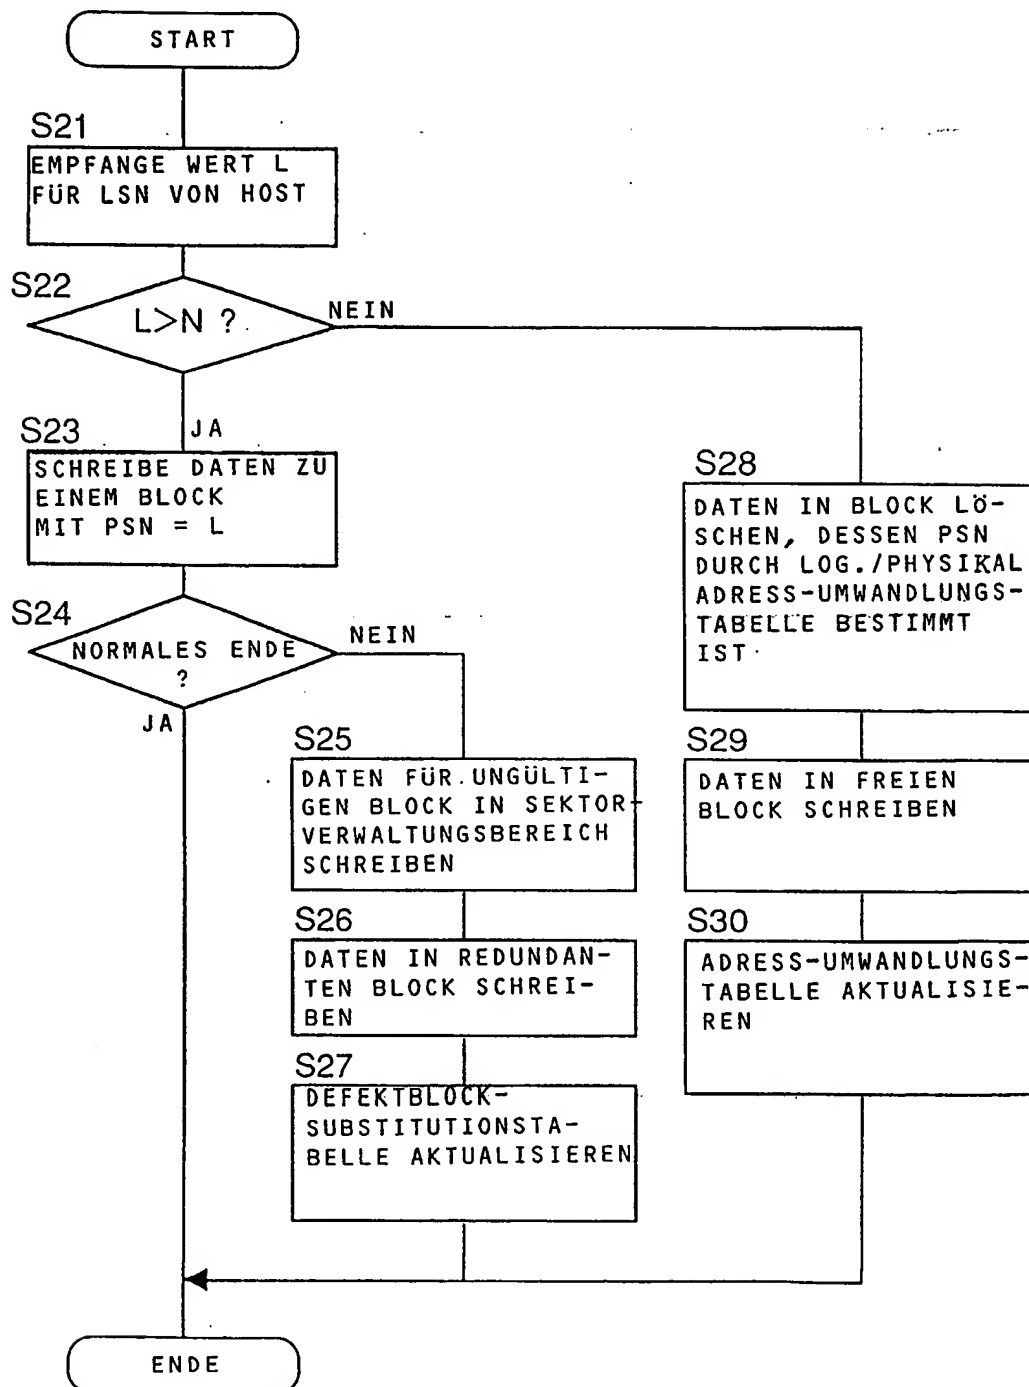 START
S21
EMPFANGE WERT L
FÜR LSN VON HOST
S22
L>N ?
NEIN
JA
S23
SCHREIBE DATEN ZU
EINEM BLOCK
MIT PSN = L
S24
NORMALES ENDE
?
NEIN
JA
S25
DATEN FÜR UNGÜLTI-
GEN BLOCK IN SEKTOR-
VERWALTUNGSBEREICH
SCHREIBEN
S26
DATEN IN REDUNDAN-
TEN BLOCK SCHREI-
BEN
S27
DEFEKTBLOCK-
SUBSTITUTIONSTA-
BELLE AKTUALISIEREN
S28
DATEN IN BLOCK LÖ-
SCHEN, DESSEN PSN
DURCH LOG./PHYSIKAL
ADRESS-UMWANDLUNGS-
TABELLE BESTIMMT
IST
S29
DATEN IN FREIEN
BLOCK SCHREIBEN
S30
ADRESS-UMWANDLUNGS-
TABELLE AKTUALISIE-
REN
ENDE